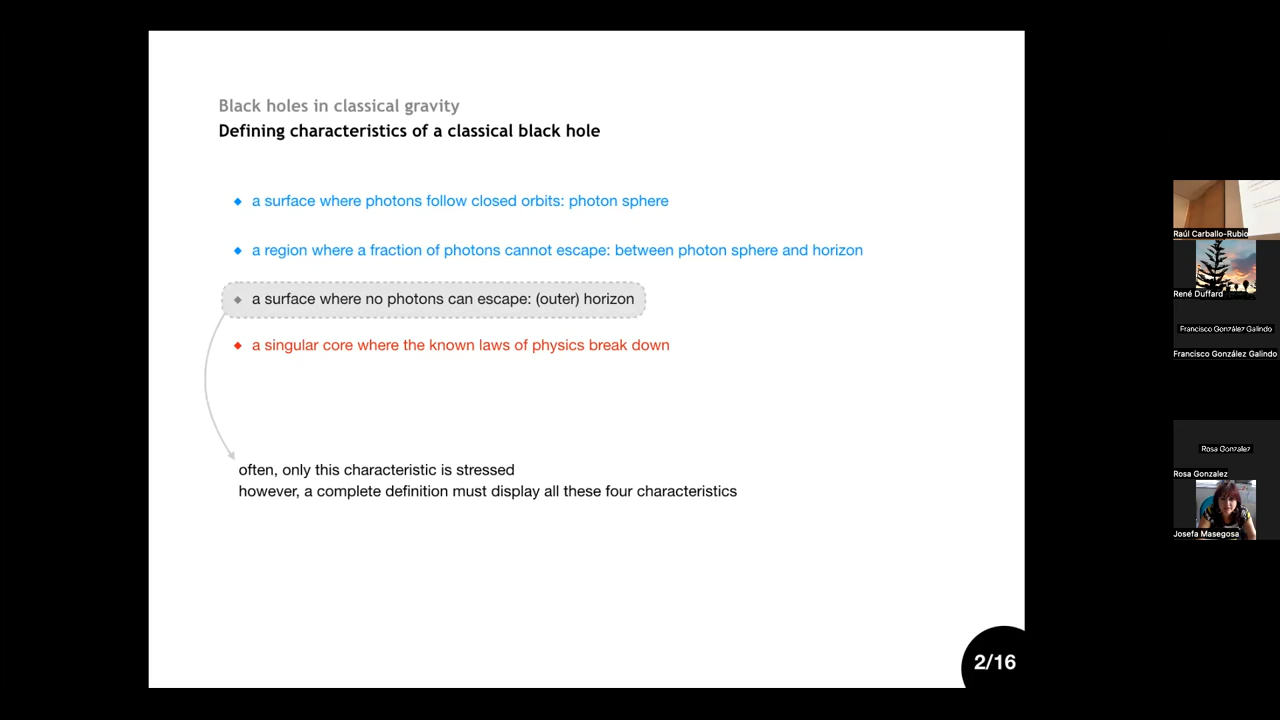 Black holes in classical gravity
Defining characteristics of a classical black hole
a surface where photons follow closed orbits: photon sphere
a region where a fraction of photons cannot escape: between photon sphere and horizon
a surface where no photons can escape: (outer) horizon
a singular core where the known laws of physics break down
often, only this characteristic is stressed
however, a complete definition must display all these four characteristics
2/16
Raúl Carballo-Rubio
René Duffard
Francisco González Galindo
Francisco González Galindo
Rosa Gonzalez
Rosa Gonzalez
Josefa Masegosa